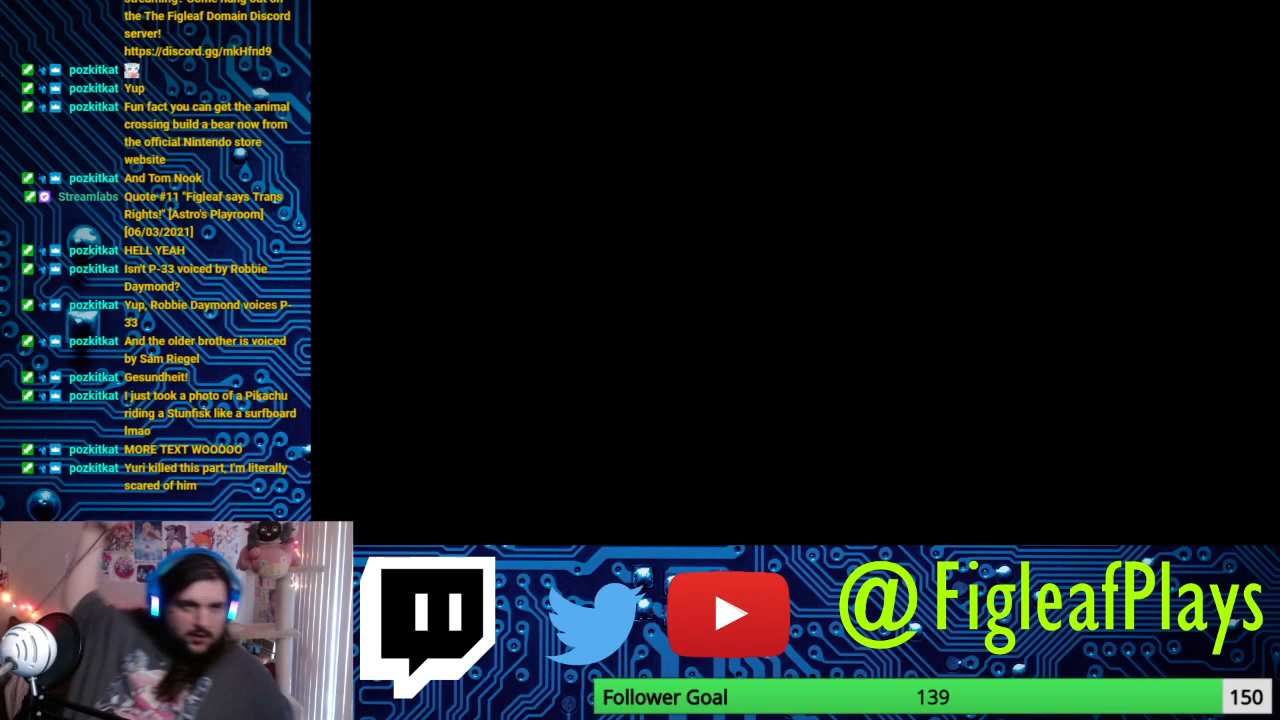 the The Figleaf Domain Discord
server!
https://discord.gg/mkHfnd9
pozkitkat
pozkitkat Yup
pozkitkat Fun fact you can get the animal
crossing build a bear now from
the official Nintendo store
website
pozkitkat And Tom Nook
Streamlabs Quote #11 "Figleaf says Trans
Rights!" [Astro's Playroom]
[06/03/2021]
pozkitkat HELL YEAH
pozkitkat Isn't P-33 voiced by Robbie
Daymond?
pozkitkat Yup, Robbie Daymond voices P-
33
pozkitkat And the older brother is voiced
by Sam Riegel
pozkitkat Gesundheit!
pozkitkat I just took a photo of a Pikachu
riding a Stunfisk like a surfboard
lmao
pozkitkat MORE TEXT WOOOOO
pozkitkat Yuri killed this part, I'm literally
scared of him
@FigleafPlays
Follower Goal 139 150